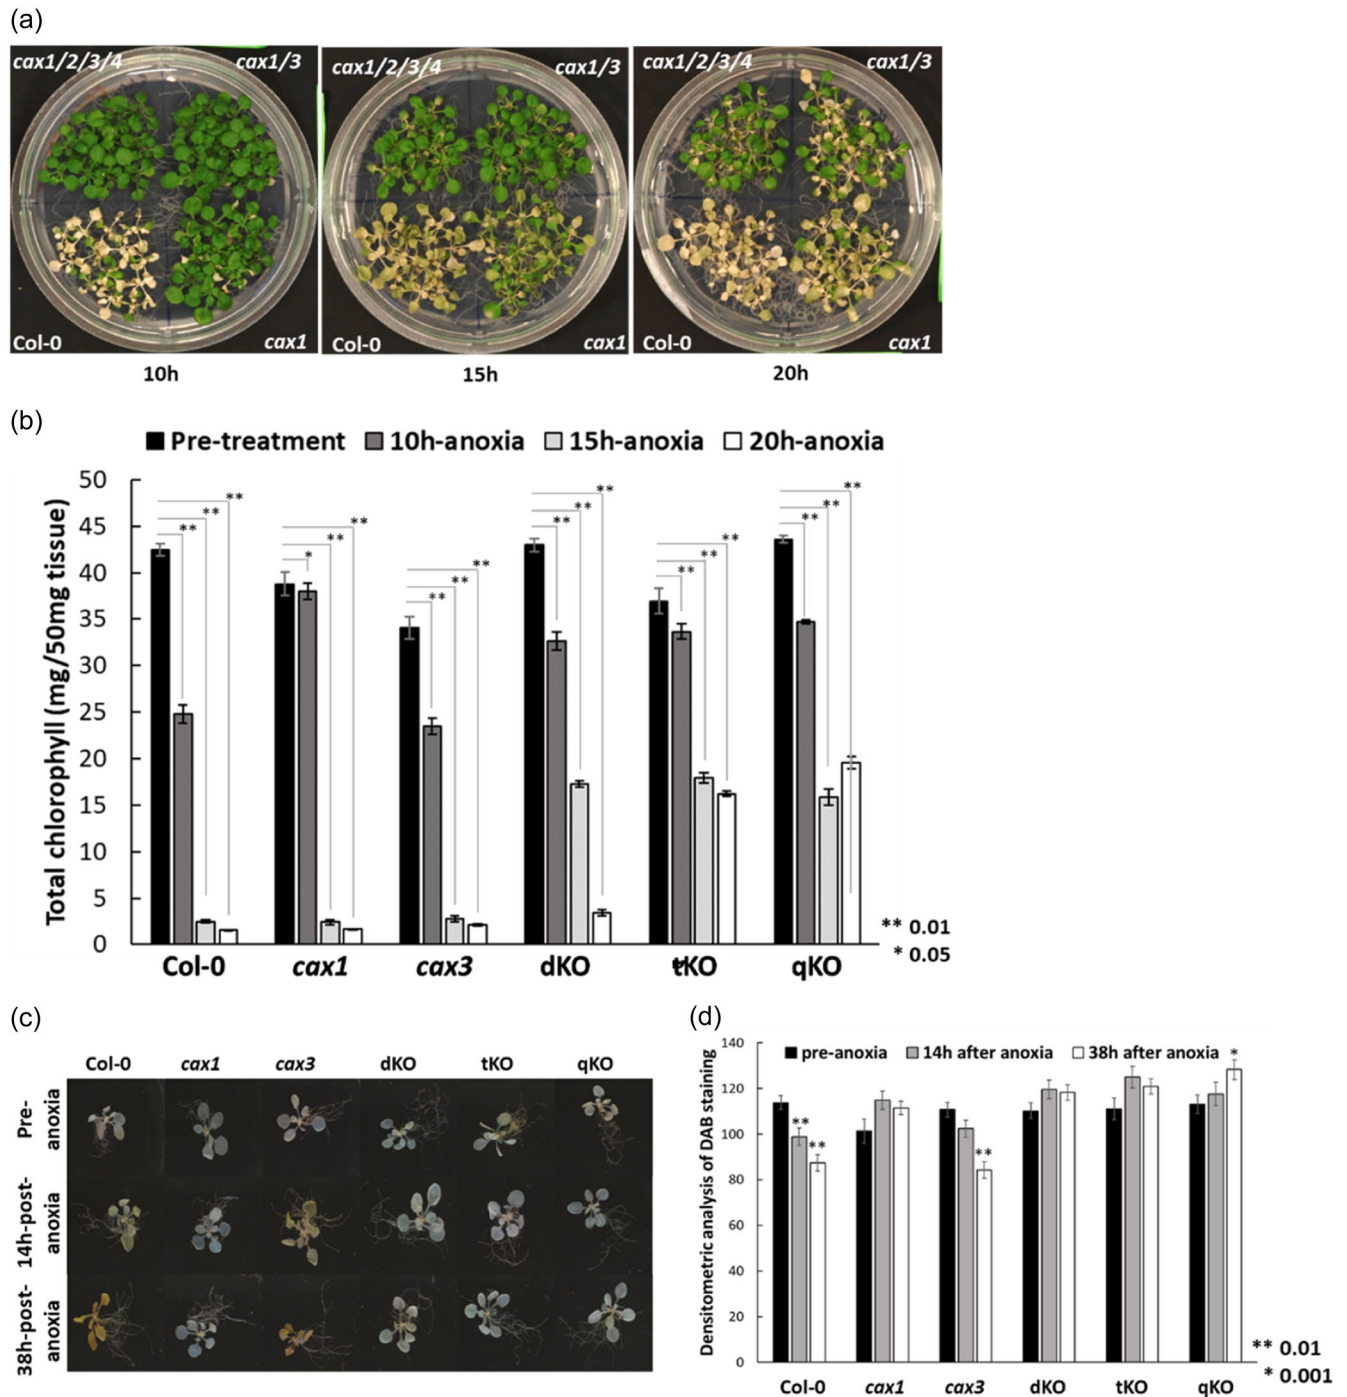 (a)
cax1/2/3/4 cax1/3 cax1/2/3/4 cax1/3 cax1/2/3/4 cax1/3
Col-0 cax1 Col-0 cax1 Col-0 cax1
10h 15h 20h
(b)
Pre-treatment 10h-anoxia 15h-anoxia 20h-anoxia
Total chlorophyll (mg/50mg tissue)
50
45
40
35
30
25
20
15
10
5
0
** ** ** * ** ** ** ** ** ** ** ** ** ** ** ** ** **
** 0.01
* 0.05
Col-0 cax1 cax3 dKO tKO qKO
(c)
Col-0 cax1 cax3 dKO tKO qKO
Pre-
anoxia
14h-post-
anoxia
38h-post-
anoxia
(d)
pre-anoxia 14h after anoxia 38h after anoxia
Densitometric analysis of DAB staining
140
120
100
80
60
40
20
0
** ** ** *
** 0.01
* 0.001
Col-0 cax1 cax3 dKO tKO qKO